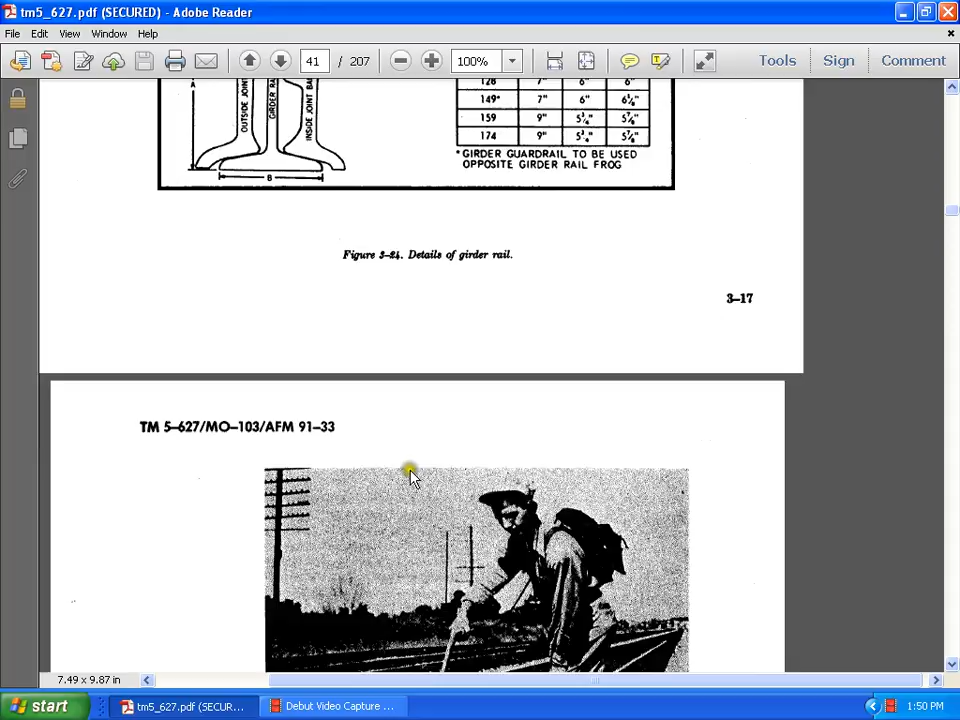 tm5_627.pdf (SECURED) - Adobe Reader
File Edit View Window Help
41 / 207 100% Tools Sign Comment
A
OUTSIDE JOINT
GIRDER RA
INSIDE JOINT BA
B
128 7" 6" 6"
149* 7" 6" 6⅛"
159 9" 5¾" 5⅞"
174 9" 5¾" 5⅞"
*GIRDER GUARDRAIL TO BE USED
OPPOSITE GIRDER RAIL FROG
Figure 3-24. Details of girder rail.
3–17
TM 5–627/MO–103/AFM 91–33
7.49 x 9.87 in
start tm5_627.pdf (SECUR... Debut Video Capture ... 1:50 PM